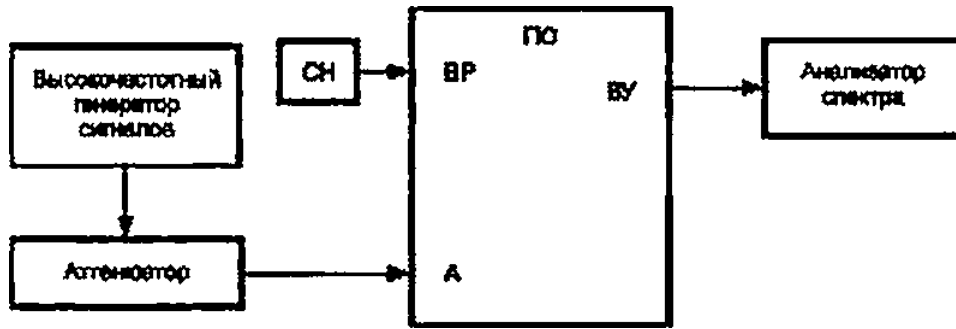 Высокочастотный
генератор
сигналов
СН
ПО
ВР
ВУ
Анализатор
спектра
Аттенюатор
А